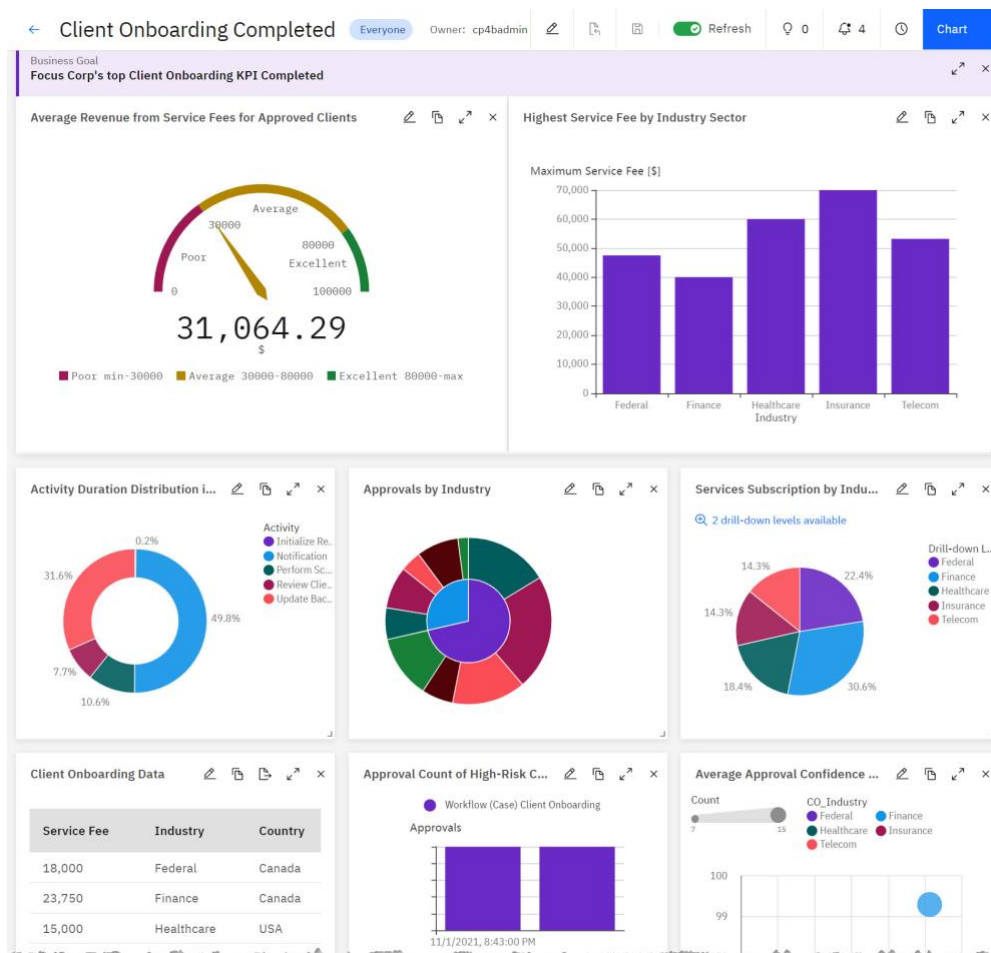 Client Onboarding Completed Everyone Owner: cp4badmin Refresh 0 4 Chart
Business Goal
Focus Corp's top Client Onboarding KPI Completed
Average Revenue from Service Fees for Approved Clients
Average
30000
Poor
80000
Excellent
0
100000
31,064.29
$
Poor min-30000 Average 30000-80000 Excellent 80000-max
Highest Service Fee by Industry Sector
Maximum Service Fee [$]
70,000
60,000
50,000
40,000
30,000
20,000
10,000
0
Federal Finance Healthcare Insurance Telecom
Industry
Activity Duration Distribution i...
Activity
Initialize Re..
Notification
Perform Sc...
Review Clie..
Update Bac..
0.2%
31.6%
49.8%
7.7%
10.6%
Approvals by Industry
Services Subscription by Indu...
2 drill-down levels available
Drill-down L...
Federal
Finance
Healthcare
Insurance
Telecom
14.3%
22.4%
14.3%
18.4%
30.6%
Client Onboarding Data
Service Fee Industry Country
18,000 Federal Canada
23,750 Finance Canada
15,000 Healthcare USA
Approval Count of High-Risk C...
Workflow (Case) Client Onboarding
Approvals
11/1/2021, 8:43:00 PM
Average Approval Confidence ...
Count
7 15
CO_Industry
Federal Finance
Healthcare Insurance
Telecom
100
99